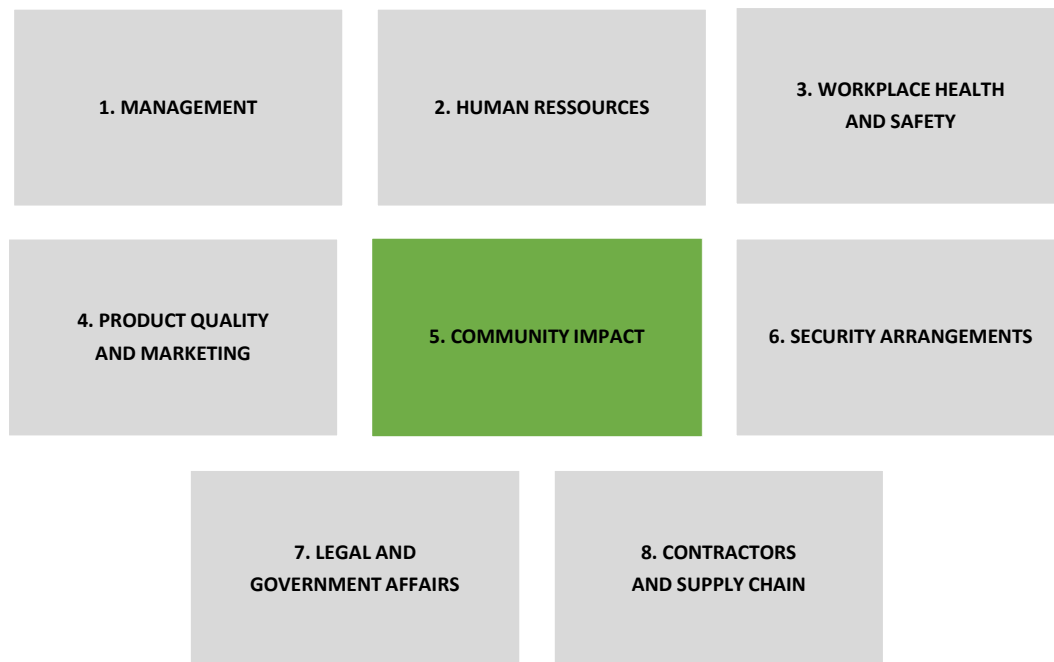 1. MANAGEMENT
2. HUMAN RESSOURCES
3. WORKPLACE HEALTH
AND SAFETY
4. PRODUCT QUALITY
AND MARKETING
5. COMMUNITY IMPACT
6. SECURITY ARRANGEMENTS
7. LEGAL AND
GOVERNMENT AFFAIRS
8. CONTRACTORS
AND SUPPLY CHAIN